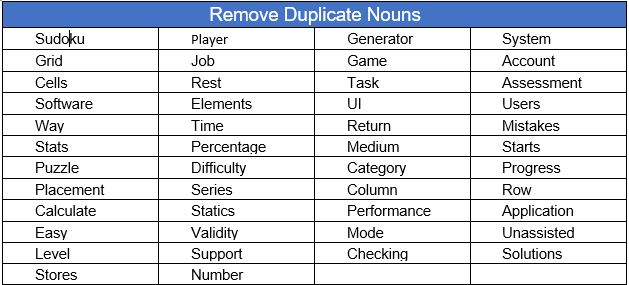 Remove Duplicate Nouns
Sudoku Player Generator System
Grid Job Game Account
Cells Rest Task Assessment
Software Elements UI Users
Way Time Return Mistakes
Stats Percentage Medium Starts
Puzzle Difficulty Category Progress
Placement Series Column Row
Calculate Statics Performance Application
Easy Validity Mode Unassisted
Level Support Checking Solutions
Stores Number